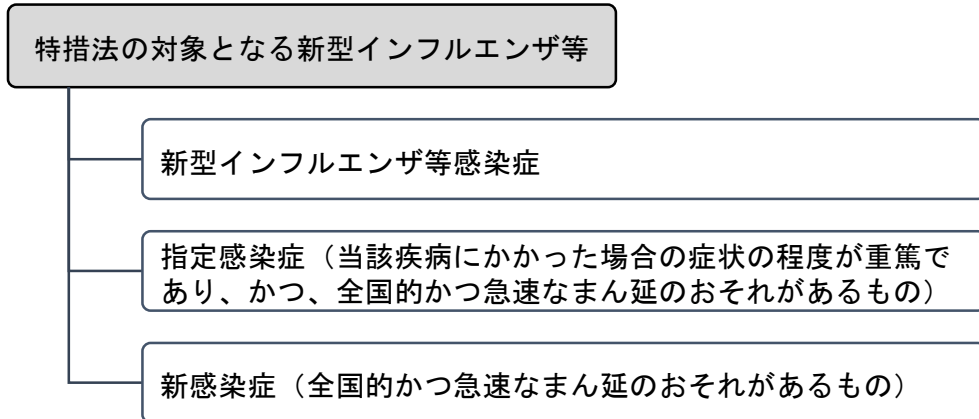 特措法の対象となる新型インフルエンザ等
新型インフルエンザ等感染症
指定感染症（当該疾病にかかった場合の症状の程度が重篤で
あり、かつ、全国的かつ急速なまん延のおそれがあるもの）
新感染症（全国的かつ急速なまん延のおそれがあるもの）